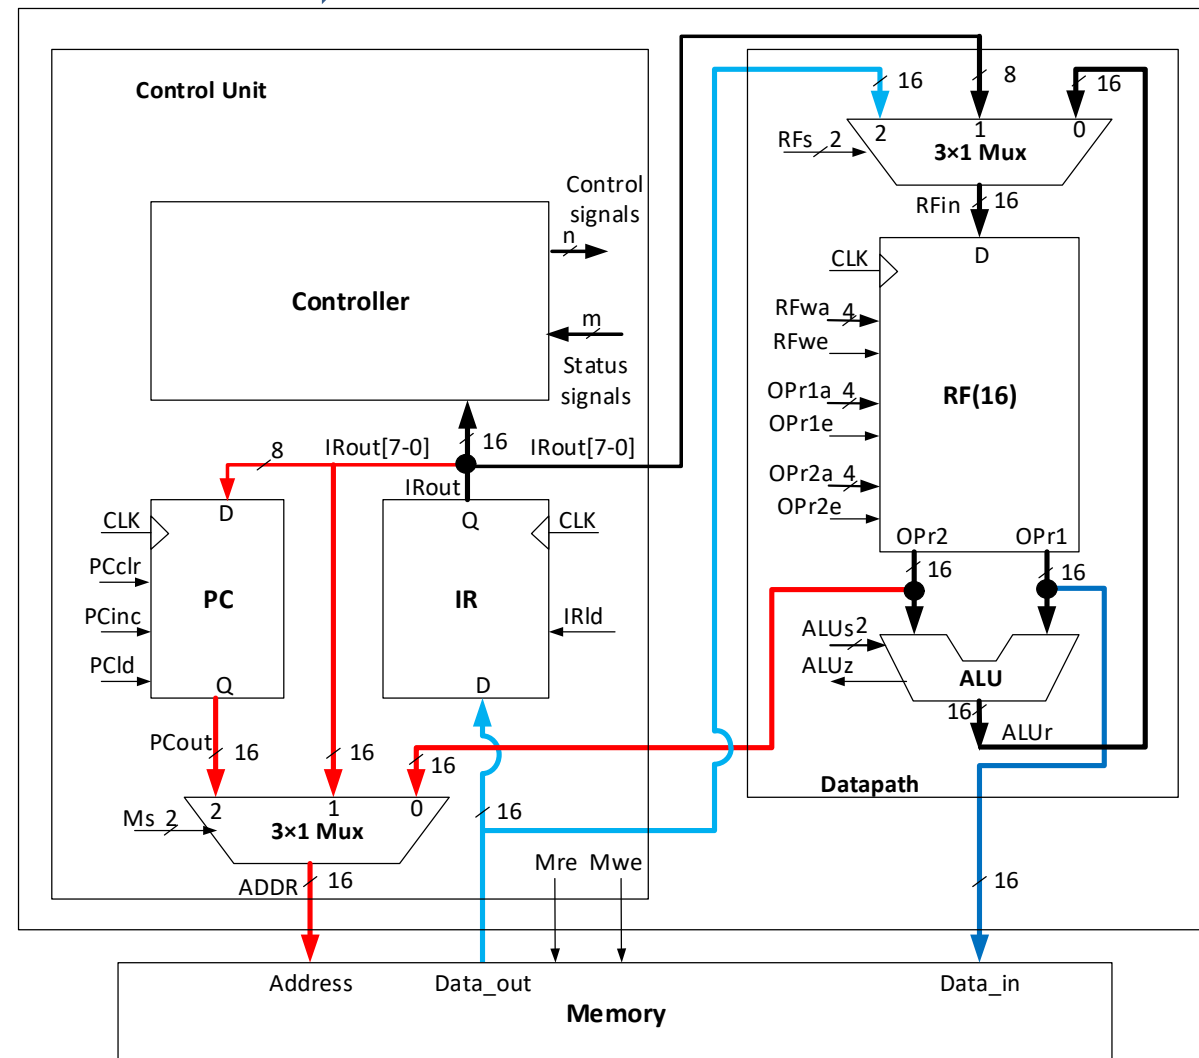 Control Unit
Control
signals
n
Controller
m
Status
signals
16
8
16
2
1
0
RFs
2
3×1 Mux
RFin
16
D
CLK
RFwa
4
RFwe
OPr1a
4
OPr1e
OPr2a
4
OPr2e
RF(16)
OPr2
OPr1
16
16
ALUs
2
ALUz
ALU
16
ALUr
Datapath
8
IRout[7-0]
16
IRout[7-0]
IRout
D
CLK
PCclr
PC
PCinc
PCld
Q
Q
CLK
IR
IRld
D
PCout
16
16
16
2
1
0
Ms
2
3×1 Mux
16
ADDR
16
Mre
Mwe
16
Address
Data_out
Data_in
Memory